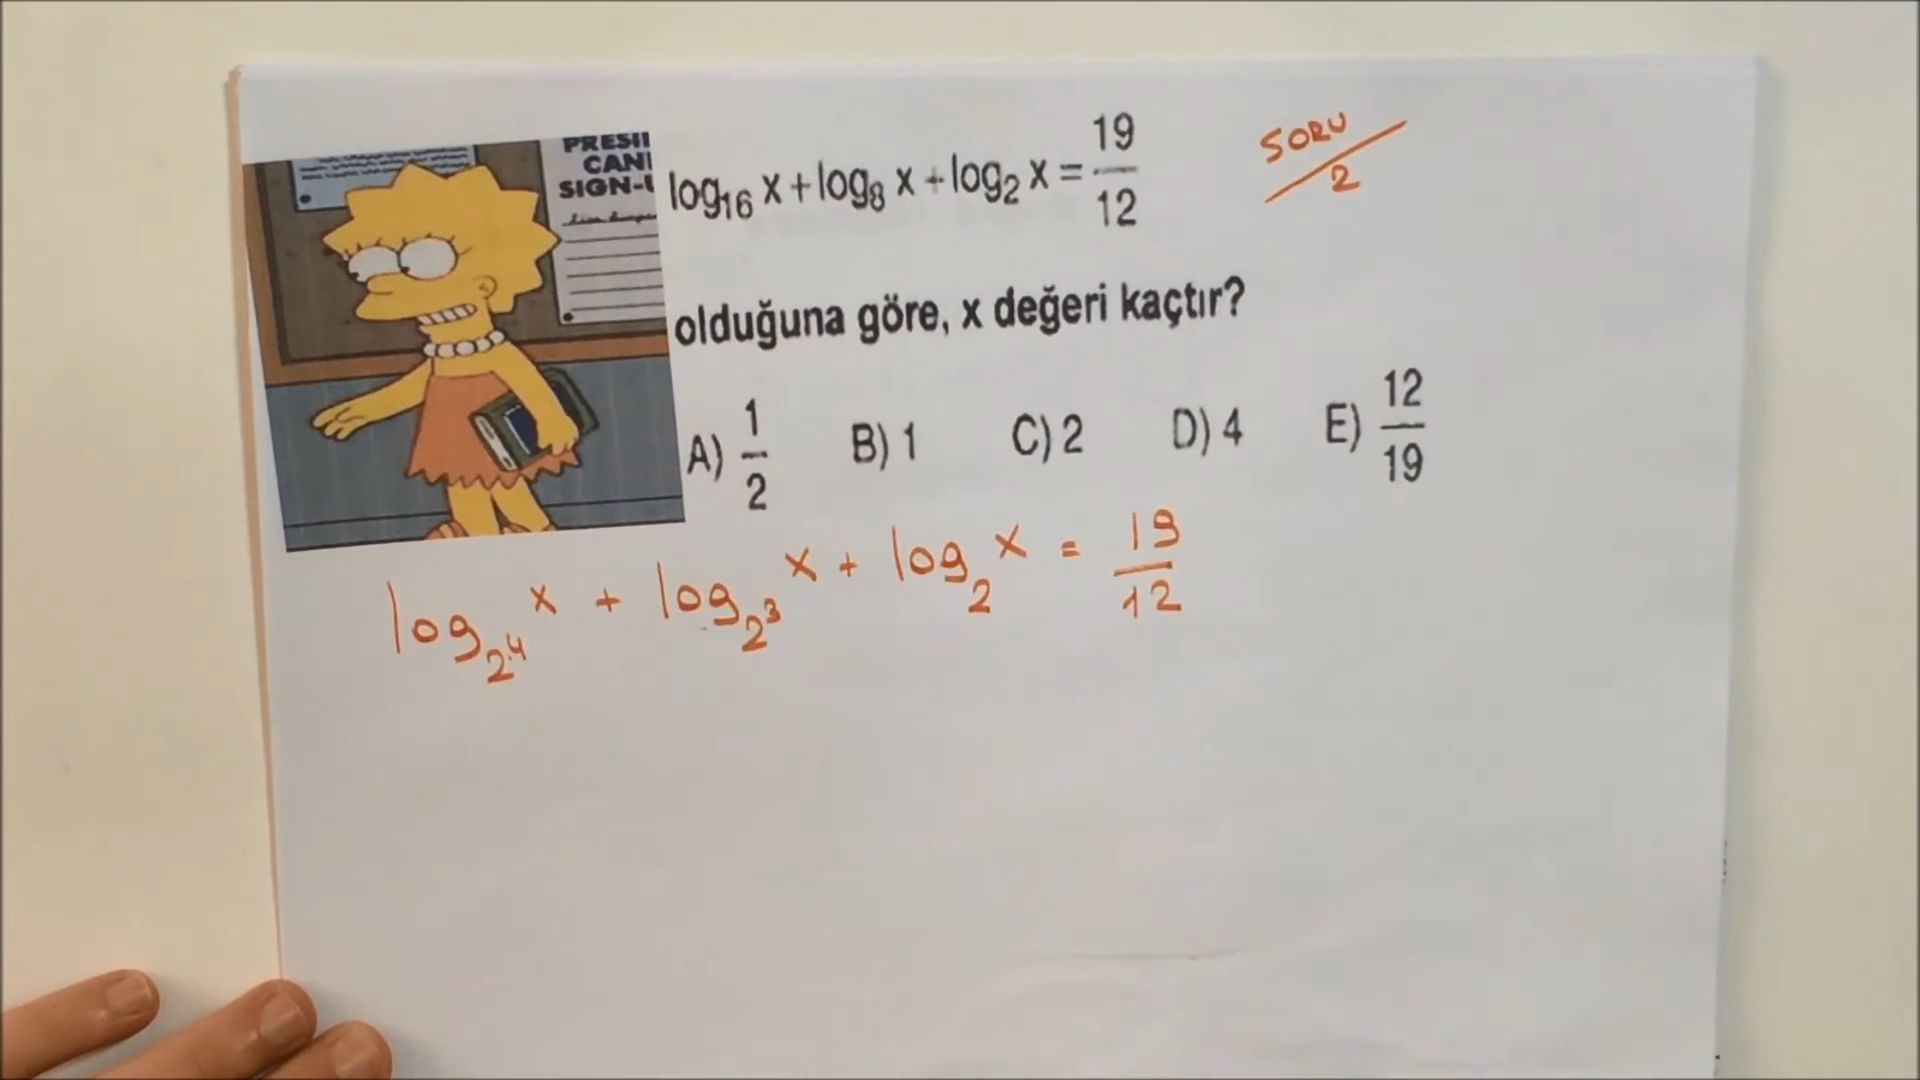 PRESI
CAN
SIGN-U
log₁₆ x + log₈ x + log₂ x = 19/12
SORU
2
olduğuna göre, x değeri kaçtır?
A) 1/2 B) 1 C) 2 D) 4 E) 12/19
log₂⁴ x + log₂³ x + log₂ x = 19/12